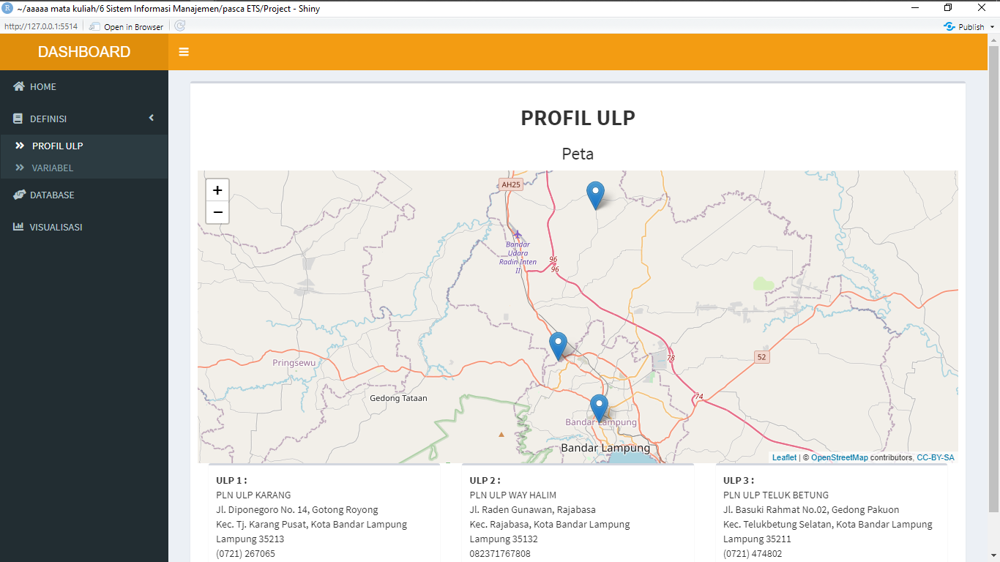 ~/aaaaa mata kuliah/6 Sistem Informasi Manajemen/pasca ETS/Project - Shiny
http://127.0.0.1:5514
Open in Browser
Publish
DASHBOARD
HOME
DEFINISI
PROFIL ULP
VARIABEL
DATABASE
VISUALISASI
PROFIL ULP
Peta
+
−
AH25
Bandar
Udara
Radin Inten
II
96
96
78
52
74
Pringsewu
Gedong Tataan
Bandar Lampung
Bandar Lampung
Leaflet | © OpenStreetMap contributors, CC-BY-SA
ULP 1 :
PLN ULP KARANG
Jl. Diponegoro No. 14, Gotong Royong
Kec. Tj. Karang Pusat, Kota Bandar Lampung
Lampung 35213
(0721) 267065
ULP 2 :
PLN ULP WAY HALIM
Jl. Raden Gunawan, Rajabasa
Kec. Rajabasa, Kota Bandar Lampung
Lampung 35132
082371767808
ULP 3 :
PLN ULP TELUK BETUNG
Jl. Basuki Rahmat No.02, Gedong Pakuon
Kec. Telukbetung Selatan, Kota Bandar Lampung
Lampung 35211
(0721) 474802